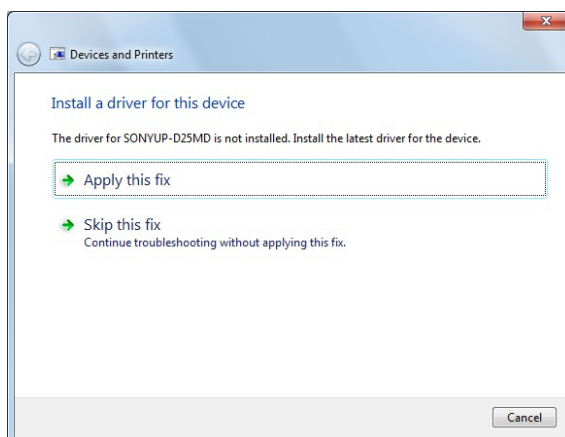 Devices and Printers
Install a driver for this device
The driver for SONYUP-D25MD is not installed. Install the latest driver for the device.
Apply this fix
Skip this fix
Continue troubleshooting without applying this fix.
Cancel